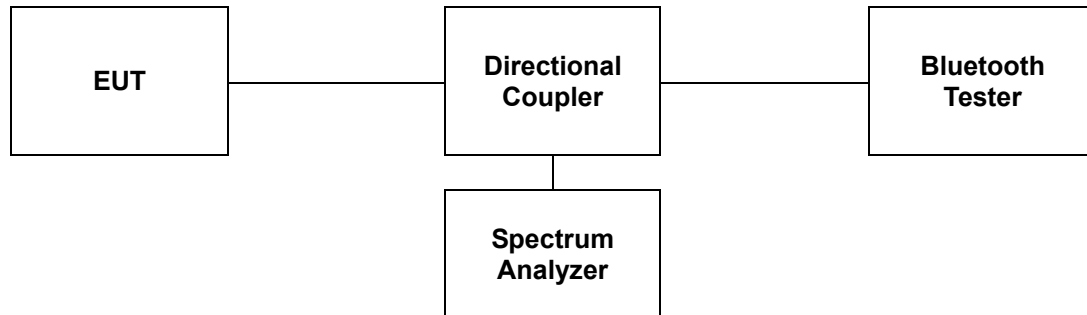 EUT
Directional
Coupler
Bluetooth
Tester
Spectrum
Analyzer